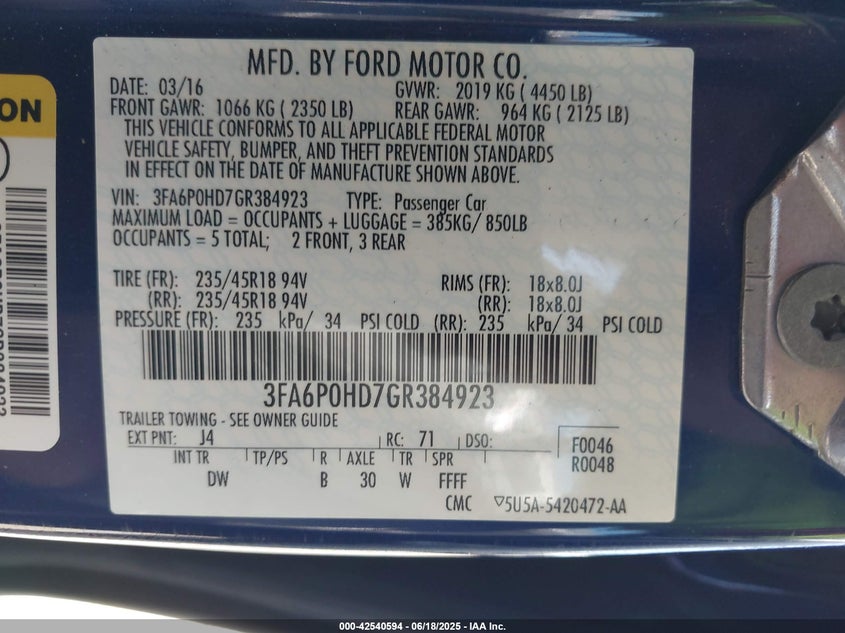 MFD. BY FORD MOTOR CO.
DATE: 03/16 GVWR: 2019 KG ( 4450 LB)
FRONT GAWR: 1066 KG ( 2350 LB) REAR GAWR: 964 KG ( 2125 LB)
THIS VEHICLE CONFORMS TO ALL APPLICABLE FEDERAL MOTOR
VEHICLE SAFETY, BUMPER, AND THEFT PREVENTION STANDARDS
IN EFFECT ON THE DATE OF MANUFACTURE SHOWN ABOVE.
VIN: 3FA6P0HD7GR384923 TYPE: Passenger Car
MAXIMUM LOAD = OCCUPANTS + LUGGAGE = 385KG/ 850LB
OCCUPANTS = 5 TOTAL; 2 FRONT, 3 REAR
TIRE (FR): 235/45R18 94V RIMS (FR): 18x8.0J
(RR): 235/45R18 94V (RR): 18x8.0J
PRESSURE (FR): 235 kPa/ 34 PSI COLD (RR): 235 kPa/ 34 PSI COLD
3FA6P0HD7GR384923
TRAILER TOWING - SEE OWNER GUIDE
EXT PNT: J4 RC: 71 DSO: F0046
INT TR TP/PS R AXLE TR SPR R0048
DW B 30 W FFFF
CMC ▽5U5A-5420472-AA
ON
000-42540594 - 06/18/2025 - IAA Inc.